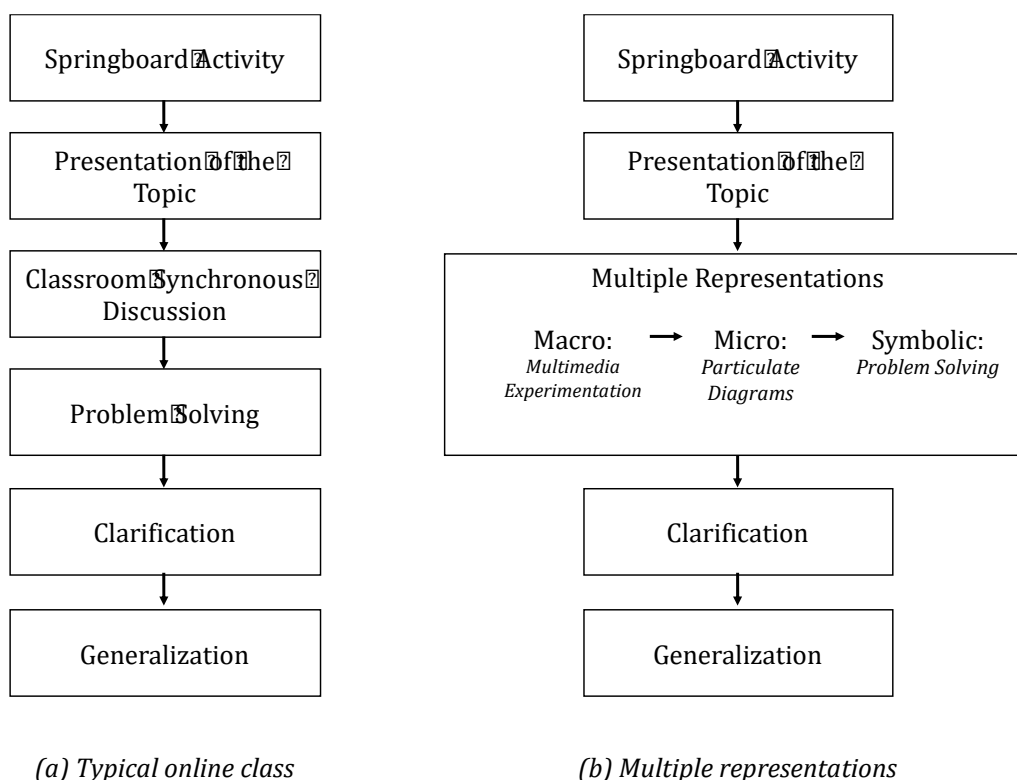 Springboard Activity
Presentation of the
Topic
Classroom Synchronous
Discussion
Problem Solving
Clarification
Generalization
(a) Typical online class
Springboard Activity
Presentation of the
Topic
Multiple Representations
Macro:
Multimedia
Experimentation
Micro:
Particulate
Diagrams
Symbolic:
Problem Solving
Clarification
Generalization
(b) Multiple representations